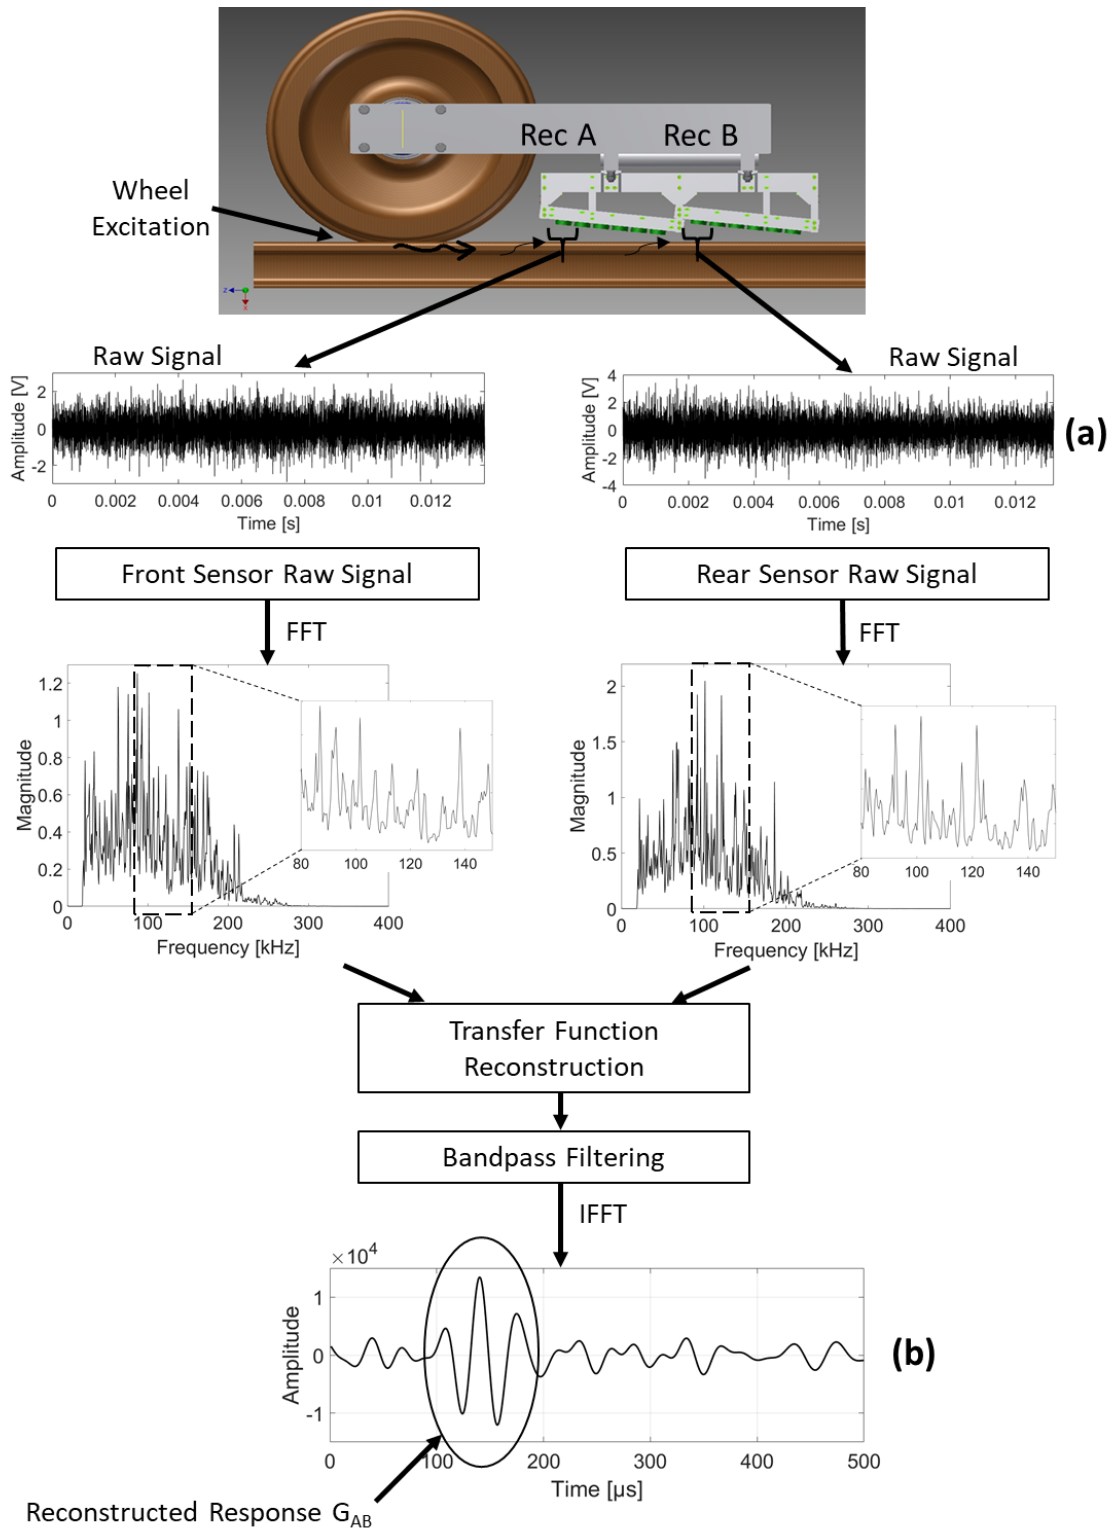 Rec A
Rec B
Wheel
Excitation
z
x
Raw Signal
Raw Signal
Amplitude [V]
2
0
-2
0
0.002
0.004
0.006
0.008
0.01
0.012
Time [s]
Amplitude [V]
4
2
0
-2
-4
0
0.002
0.004
0.006
0.008
0.01
0.012
Time [s]
(a)
Front Sensor Raw Signal
Rear Sensor Raw Signal
FFT
FFT
Magnitude
1.2
1
0.8
0.6
0.4
0.2
0
100
200
300
400
Frequency [kHz]
80
100
120
140
Magnitude
2
1.5
1
0.5
0
0
100
200
300
400
Frequency [kHz]
80
100
120
140
Transfer Function
Reconstruction
Bandpass Filtering
IFFT
×10⁴
Amplitude
1
0
-1
0
100
200
300
400
500
Time [µs]
(b)
Reconstructed Response G_AB